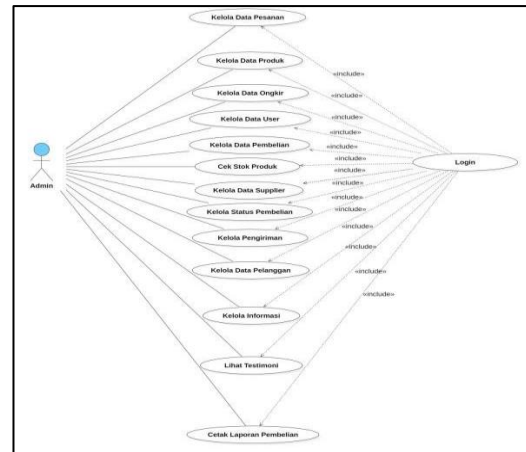 Kelola Data Pesanan
Kelola Data Produk
«include»
Kelola Data Ongkir
«include»
«include»
Kelola Data User
«include»
Kelola Data Pembelian
«include»
Admin
Cek Stok Produk
«include»
Login
«include»
Kelola Data Supplier
«include»
Kelola Status Pembelian
«include»
Kelola Pengiriman
«include»
Kelola Data Pelanggan
«include»
«include»
Kelola Informasi
«include»
Lihat Testimoni
Cetak Laporan Pembelian